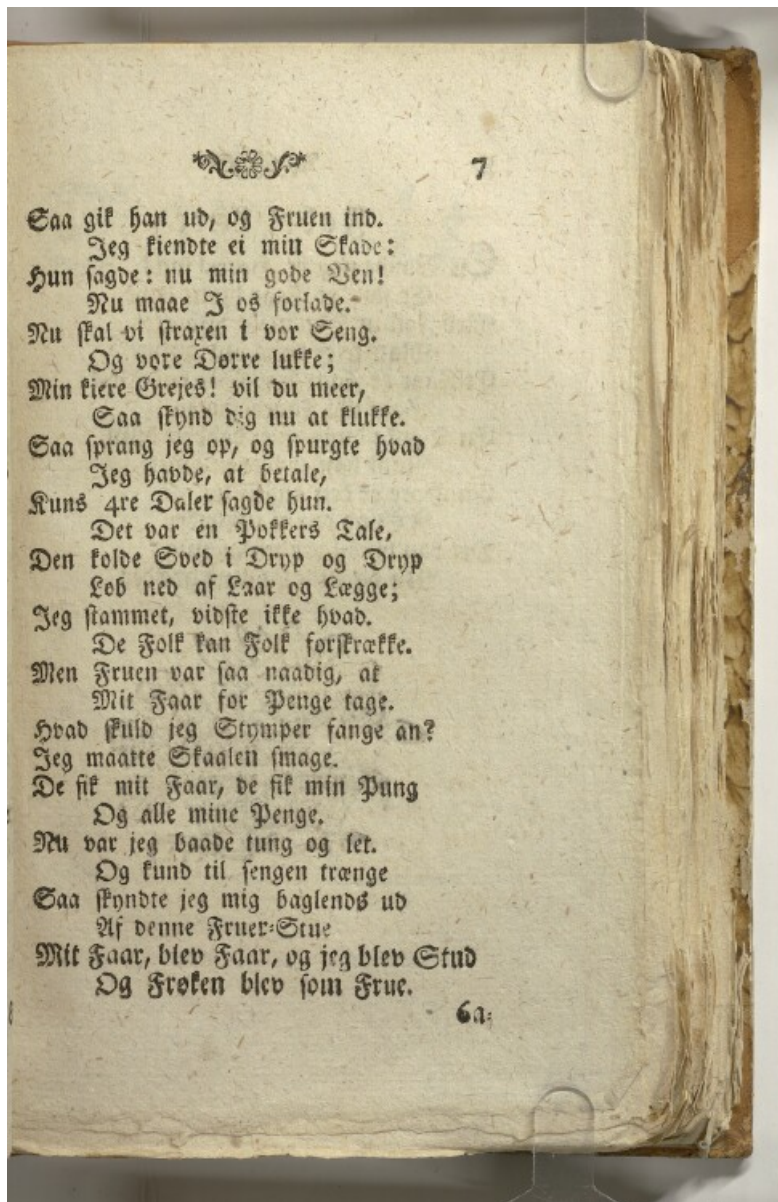 7
Saa gik han ud, og Fruen ind.
Jeg kiendte ei min Skade:
Hun sagde: nu min gode Ven!
Nu maae I os forlade.
Nu skal vi straxen i vor Seng.
Og vore Dørre lukke;
Min kiere Grejes! vil du meer,
Saa skynd dig nu at klukke.
Saa sprang jeg op, og spurgte hvad
Jeg havde, at betale,
Kuns 4re Daler sagde hun.
Det var en Pokkers Tale,
Den kolde Sved i Dryp og Dryp
Løb ned af Laar og Lægge;
Jeg stammet, vidste ikke hvad.
De Folk kan Folk forskrække.
Men Fruen var saa naadig, at
Mit Faar for Penge tage.
Hvad skuld jeg Stymper fange an?
Jeg maatte Skaalen smage.
De fik mit Faar, de fik min Pung
Og alle mine Penge.
Nu var jeg baade tung og let.
Og kund til sengen trænge
Saa skyndte jeg mig baglends ud
Af denne Fruer-Stue
Mit Faar, blev Faar, og jeg blev Stud
Og Frøken blev som Frue.